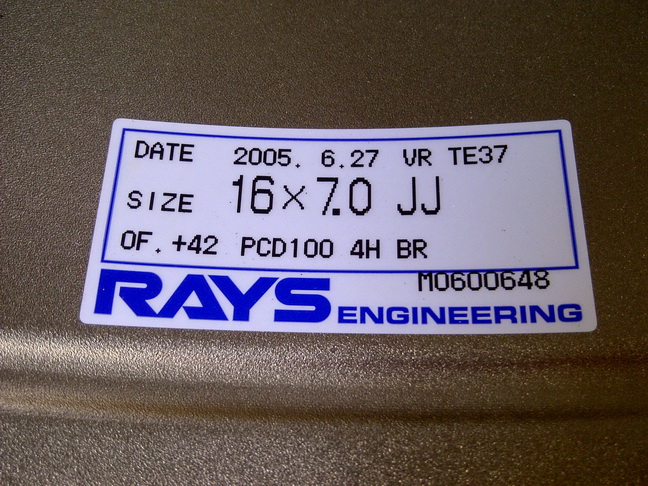 DATE 2005. 6.27 VR TE37
SIZE 16×7.0 JJ
OF. +42 PCD100 4H BR
M0600648
RAYS ENGINEERING